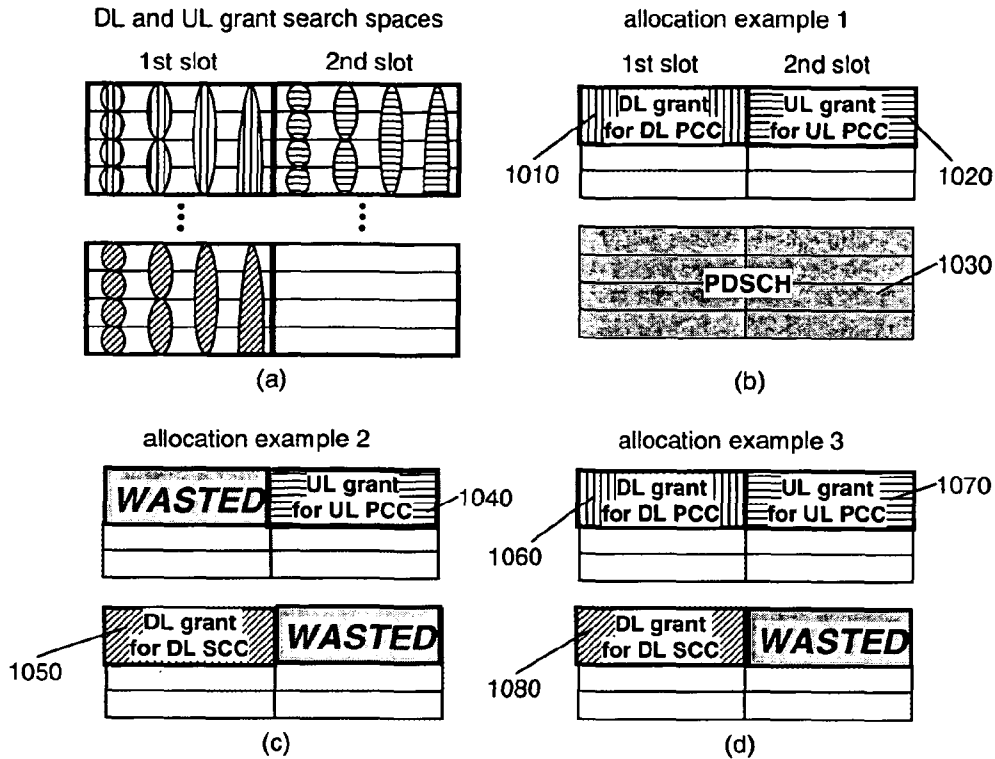 DL and UL grant search spaces
1st slot 2nd slot
(a)
allocation example 1
1st slot 2nd slot
DL grant
for DL PCC
UL grant
for UL PCC
1010
1020
PDSCH
1030
(b)
allocation example 2
WASTED
UL grant
for UL PCC
1040
DL grant
for DL SCC
WASTED
1050
(c)
allocation example 3
DL grant
for DL PCC
UL grant
for UL PCC
1070
1060
DL grant
for DL SCC
WASTED
1080
(d)